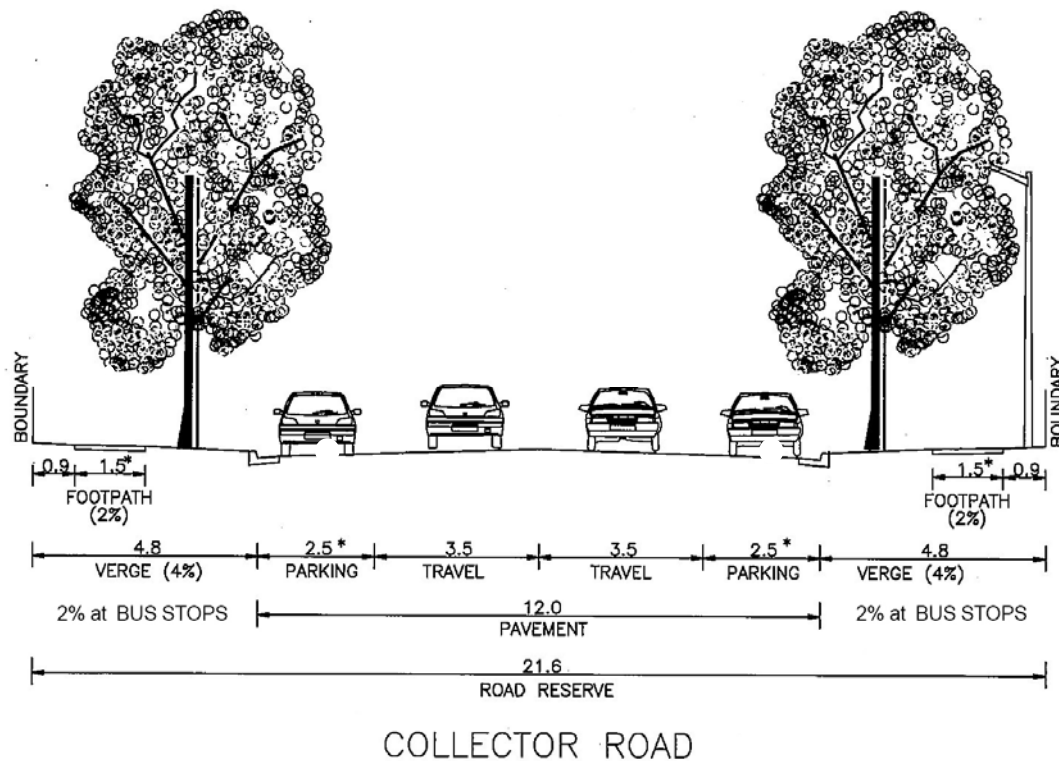 BOUNDARY
BOUNDARY
0.9 1.5* 1.5* 0.9
FOOTPATH FOOTPATH
(2%) (2%)
4.8 2.5* 3.5 3.5 2.5* 4.8
VERGE (4%) PARKING TRAVEL TRAVEL PARKING VERGE (4%)
2% at BUS STOPS 12.0 2% at BUS STOPS
PAVEMENT
21.6
ROAD RESERVE
COLLECTOR ROAD